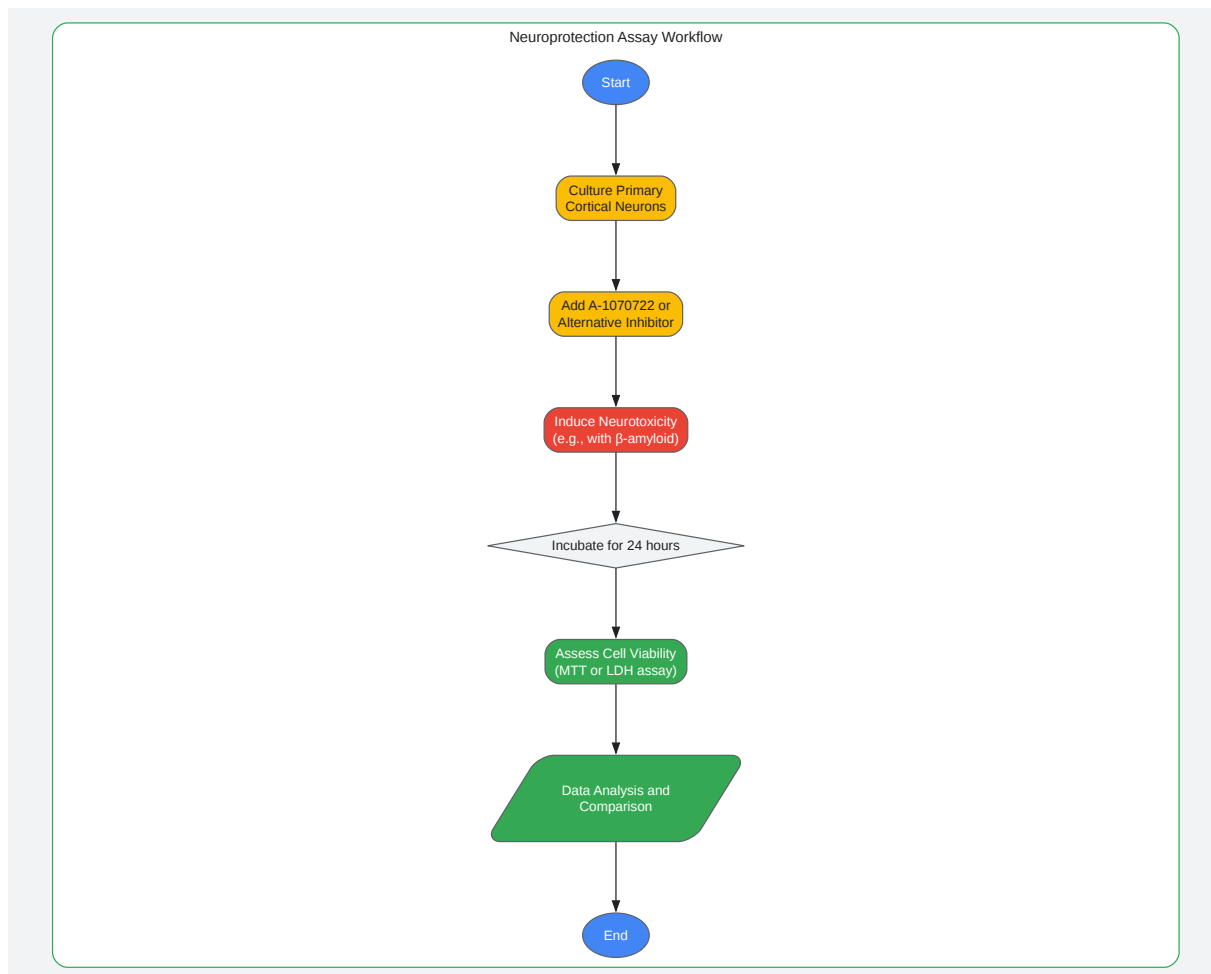 Neuroprotection Assay Workflow
Start
Culture Primary
Cortical Neurons
Add A-1070722 or
Alternative Inhibitor
Induce Neurotoxicity
(e.g., with β-amyloid)
Incubate for 24 hours
Assess Cell Viability
(MTT or LDH assay)
Data Analysis and
Comparison
End